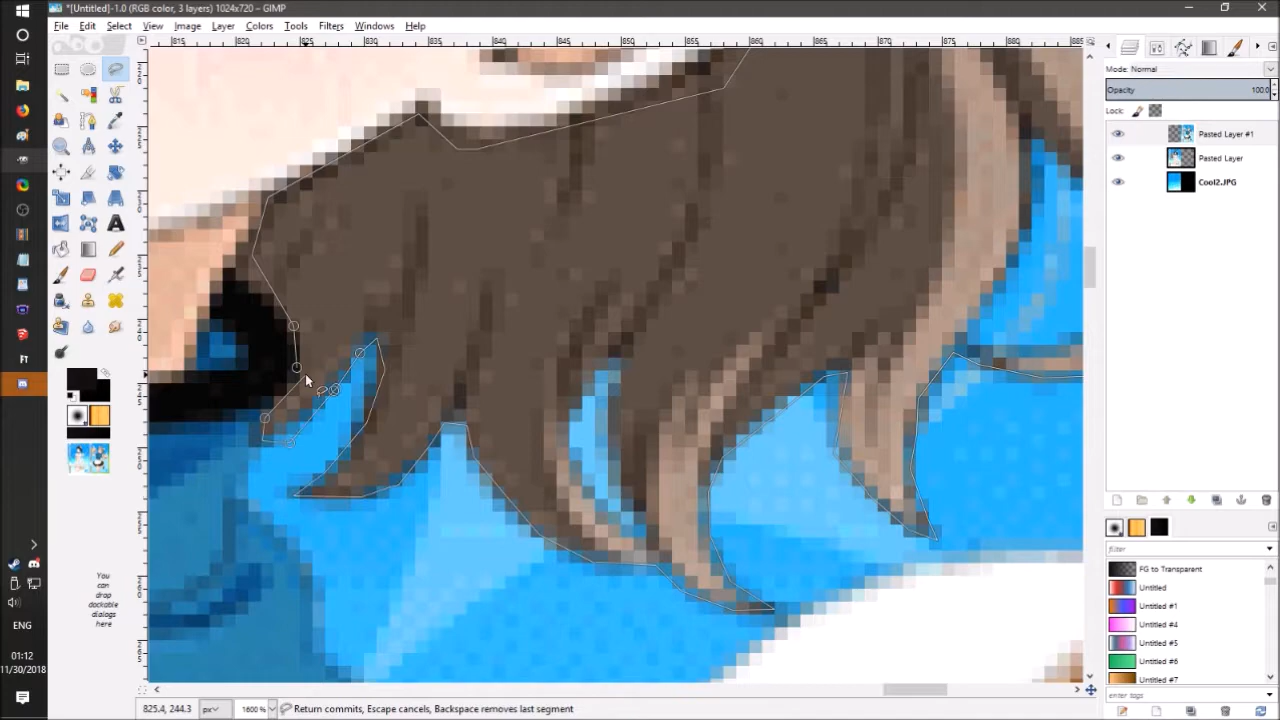 *[Untitled]-1.0 (RGB color, 3 layers) 1024x720 – GIMP
File Edit Select View Image Layer Colors Tools Filters Windows Help
815 820 825 830 835 840 845 850 855 860 865 870 875 880 885
Mode: Normal
Opacity 100.0
Lock:
Pasted Layer #1
Pasted Layer
Cool2.JPG
You
can
drop
dockable
dialogs
here
filter
FG to Transparent
Untitled
Untitled #1
Untitled #4
Untitled #5
Untitled #6
Untitled #7
enter tags
ENG
01:12
11/30/2018
825.4, 244.3 px 1600 % Return commits, Escape cancels, Backspace removes last segment